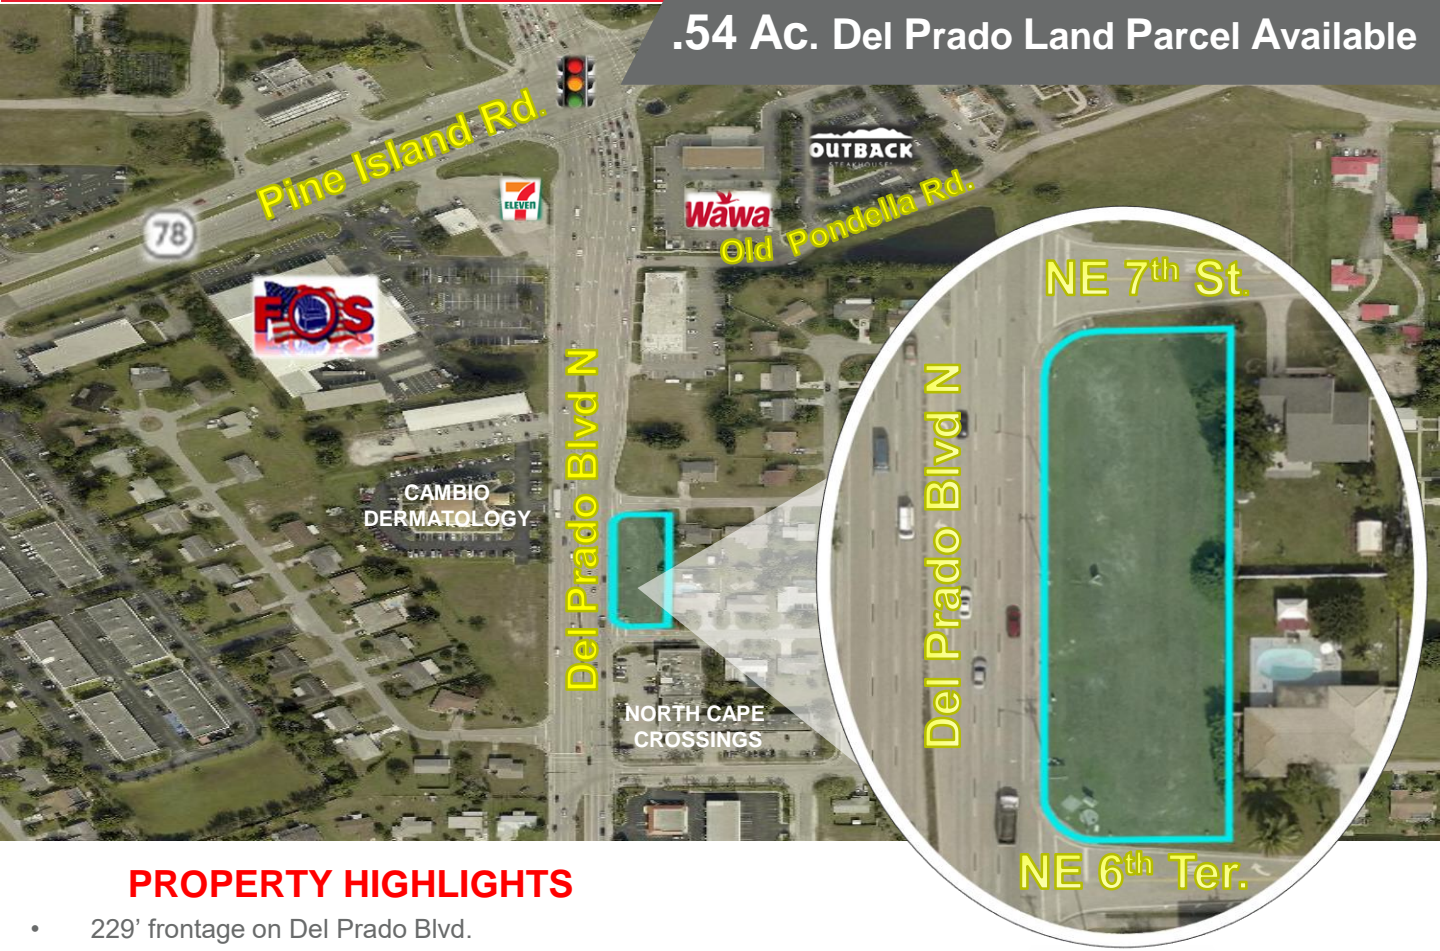 .54 Ac. Del Prado Land Parcel Available
Pine Island Rd.
78
7
ELEVEN
OUTBACK
STEAKHOUSE
Wawa
Old Pondella Rd.
FOS
Del Prado Blvd N
CAMBIO
DERMATOLOGY
NORTH CAPE
CROSSINGS
NE 7th St.
Del Prado Blvd N
NE 6th Ter.
PROPERTY HIGHLIGHTS
• 229’ frontage on Del Prado Blvd.